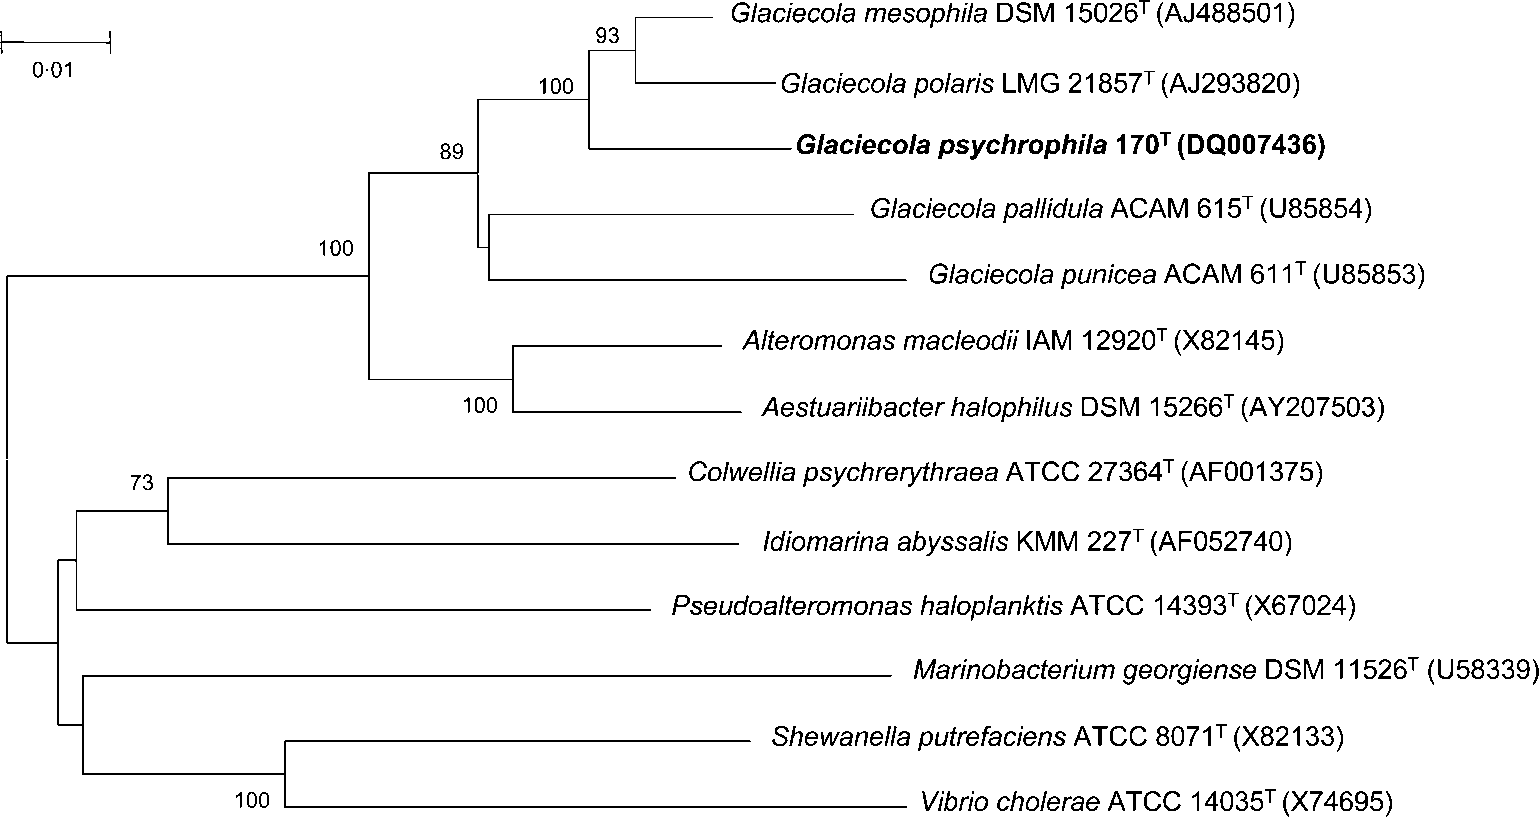 Glaciecola mesophila DSM 15026ᵀ (AJ488501)
93
0·01
100
Glaciecola polaris LMG 21857ᵀ (AJ293820)
Glaciecola psychrophila 170ᵀ (DQ007436)
89
Glaciecola pallidula ACAM 615ᵀ (U85854)
100
Glaciecola punicea ACAM 611ᵀ (U85853)
Alteromonas macleodii IAM 12920ᵀ (X82145)
100
Aestuariibacter halophilus DSM 15266ᵀ (AY207503)
Colwellia psychrerythraea ATCC 27364ᵀ (AF001375)
73
Idiomarina abyssalis KMM 227ᵀ (AF052740)
Pseudoalteromonas haloplanktis ATCC 14393ᵀ (X67024)
Marinobacterium georgiense DSM 11526ᵀ (U58339)
Shewanella putrefaciens ATCC 8071ᵀ (X82133)
100
Vibrio cholerae ATCC 14035ᵀ (X74695)